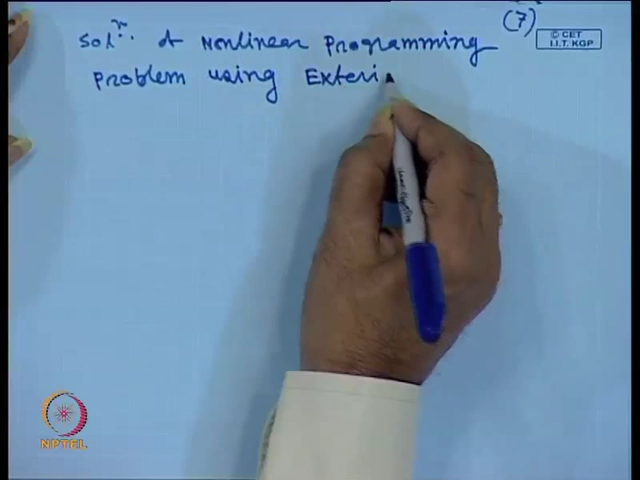 (7)
© CET
I.I.T. KGP
Solⁿ. of Nonlinear Programming
Problem using Exteri
NPTEL